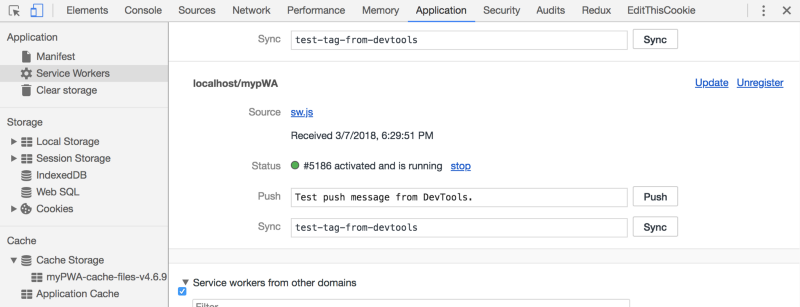 Elements Console Sources Network Performance Memory Application Security Audits Redux EditThisCookie
Application
Manifest
Service Workers
Clear storage
Storage
Local Storage
Session Storage
IndexedDB
Web SQL
Cookies
Cache
Cache Storage
myPWA-cache-files-v4.6.9
Application Cache
Sync test-tag-from-devtools Sync
localhost/mypWA Update Unregister
Source sw.js
Received 3/7/2018, 6:29:51 PM
Status #5186 activated and is running stop
Push Test push message from DevTools. Push
Sync test-tag-from-devtools Sync
Service workers from other domains
Filter